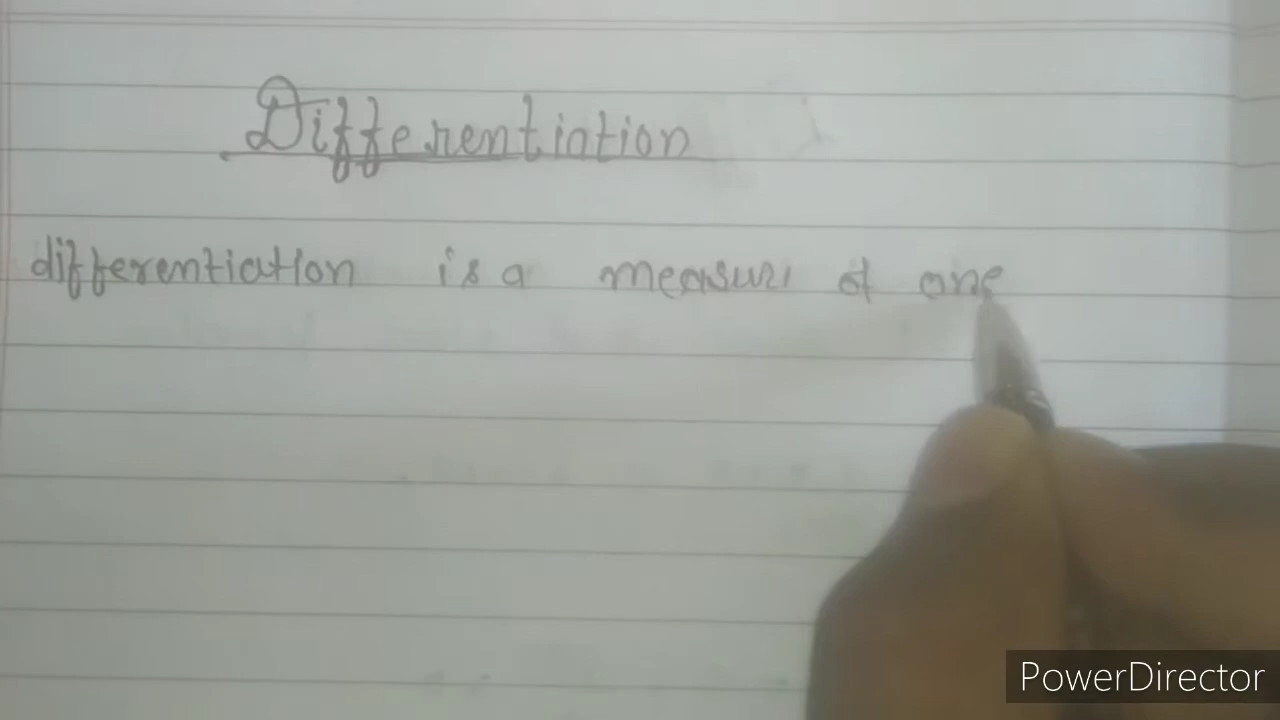 Differentiation
differentiation is a measure of one
PowerDirector